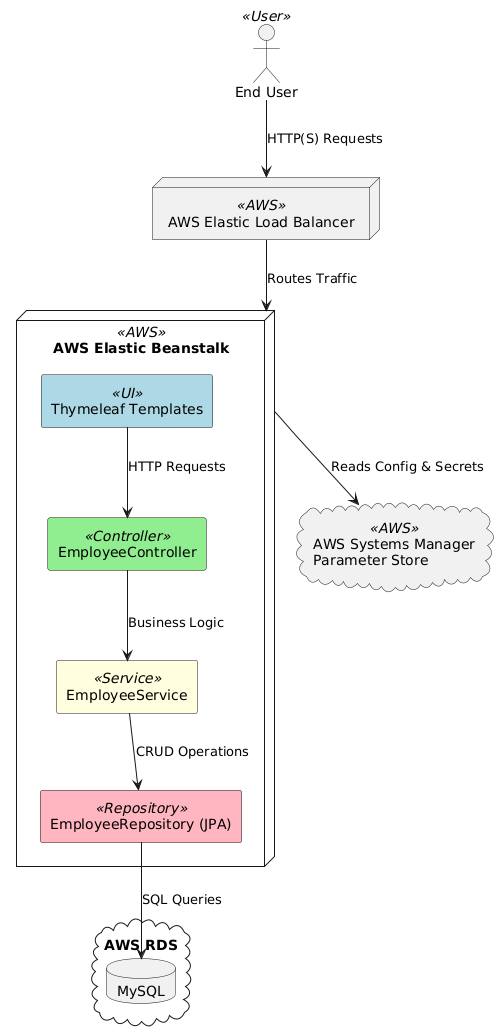 «User»
End User
HTTP(S) Requests
«AWS»
AWS Elastic Load Balancer
Routes Traffic
«AWS»
AWS Elastic Beanstalk
«UI»
Thymeleaf Templates
HTTP Requests
Reads Config & Secrets
«Controller»
EmployeeController
«AWS»
AWS Systems Manager
Parameter Store
Business Logic
«Service»
EmployeeService
CRUD Operations
«Repository»
EmployeeRepository (JPA)
SQL Queries
AWS RDS
MySQL